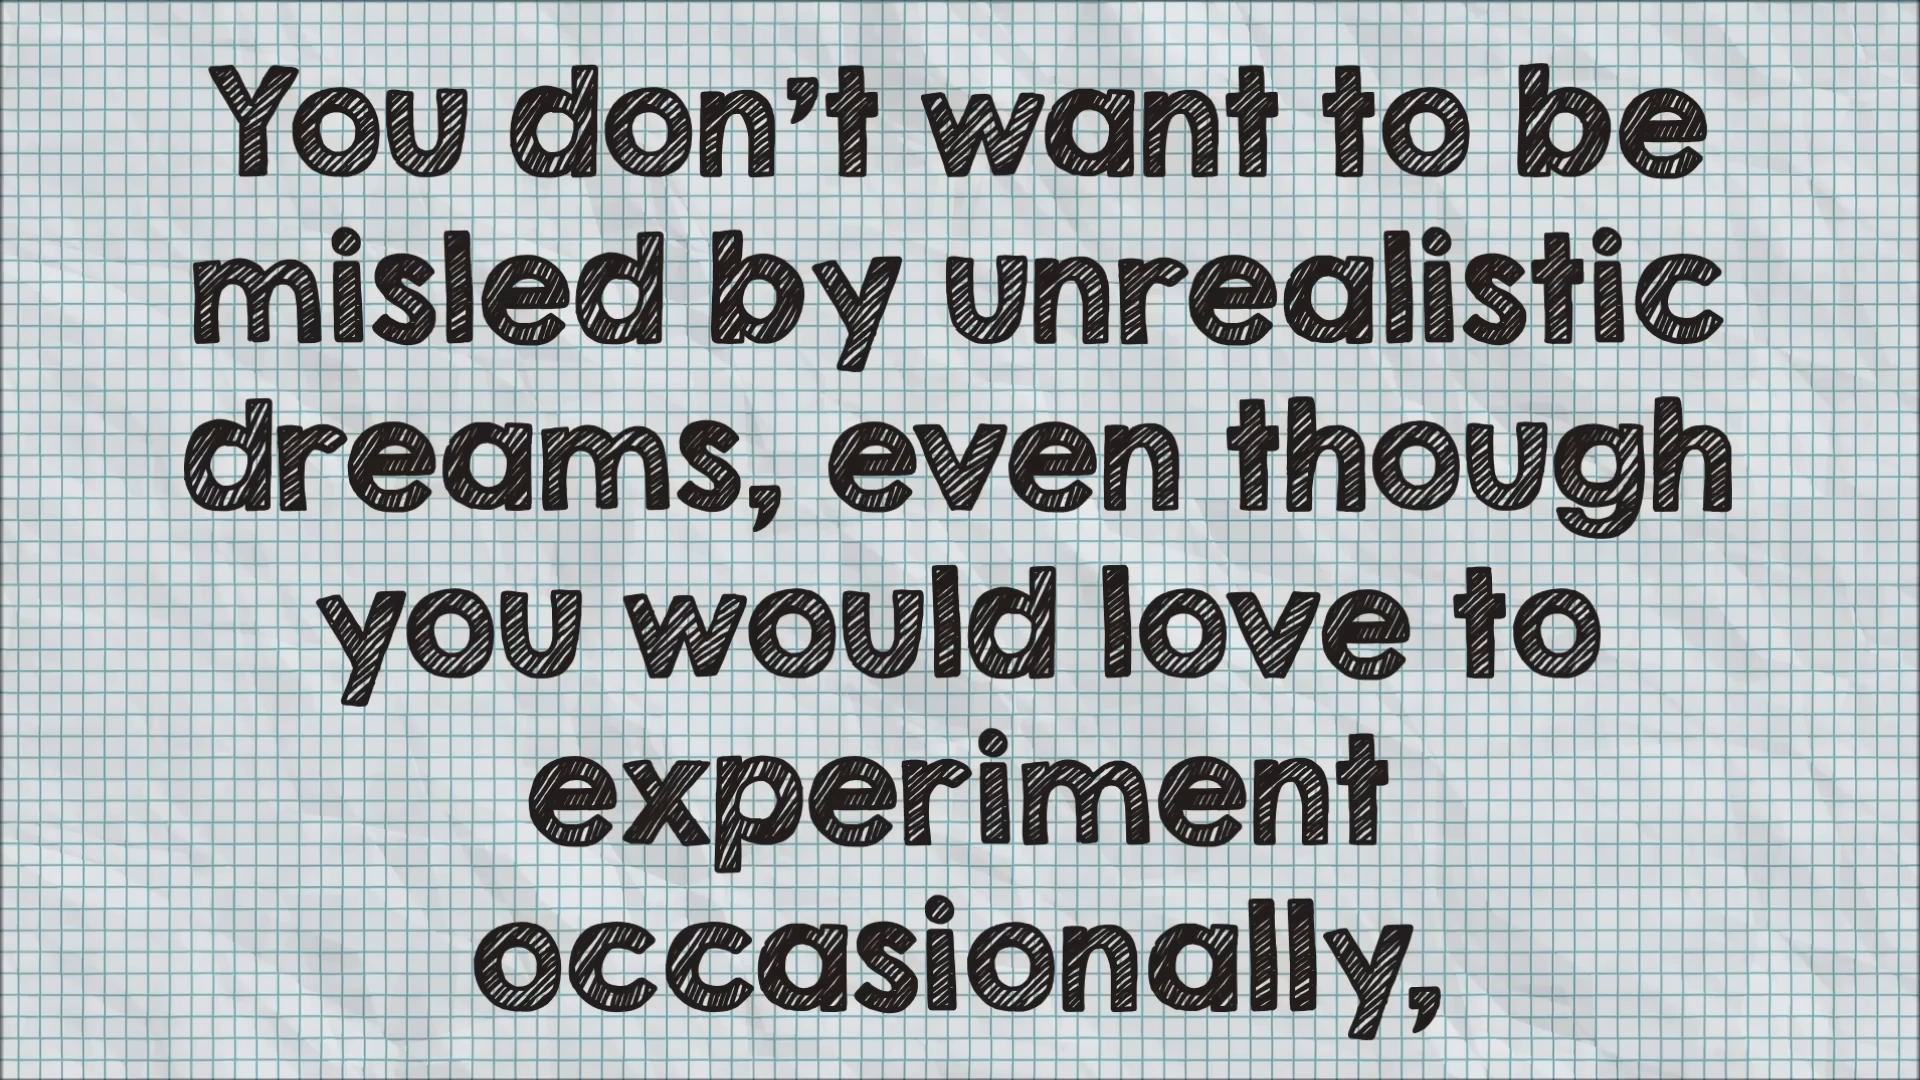 You don’t want to be
misled by unrealistic
dreams, even though
you would love to
experiment
occasionally,